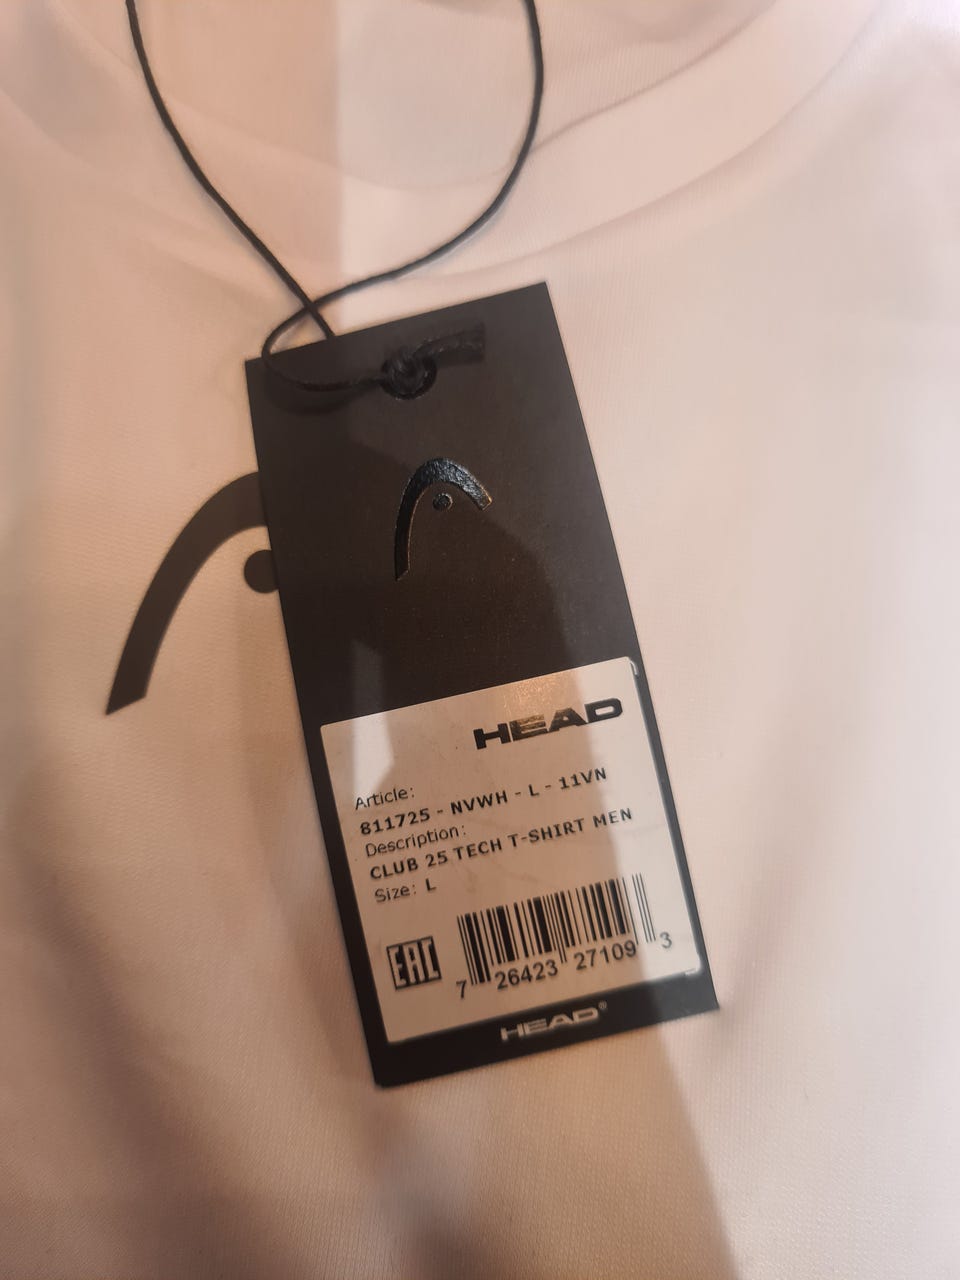 HEAD
Article:
811725 - NVWH - L - 11VN
Description:
CLUB 25 TECH T-SHIRT MEN
Size: L
EAC
7 26423 27109 3
HEAD®